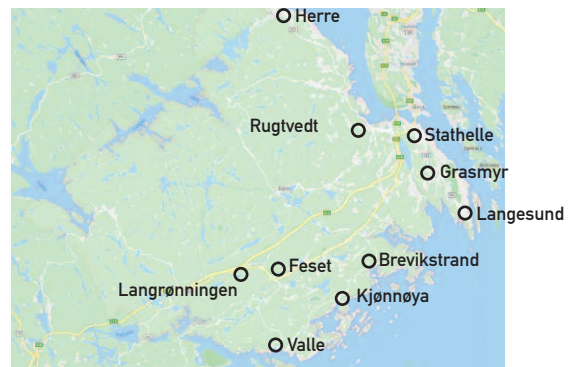 Herre
Rugtvedt
Stathelle
Grasmyr
Langesund
Brevikstrand
Feset
Langrønningen
Kjønnøya
Valle